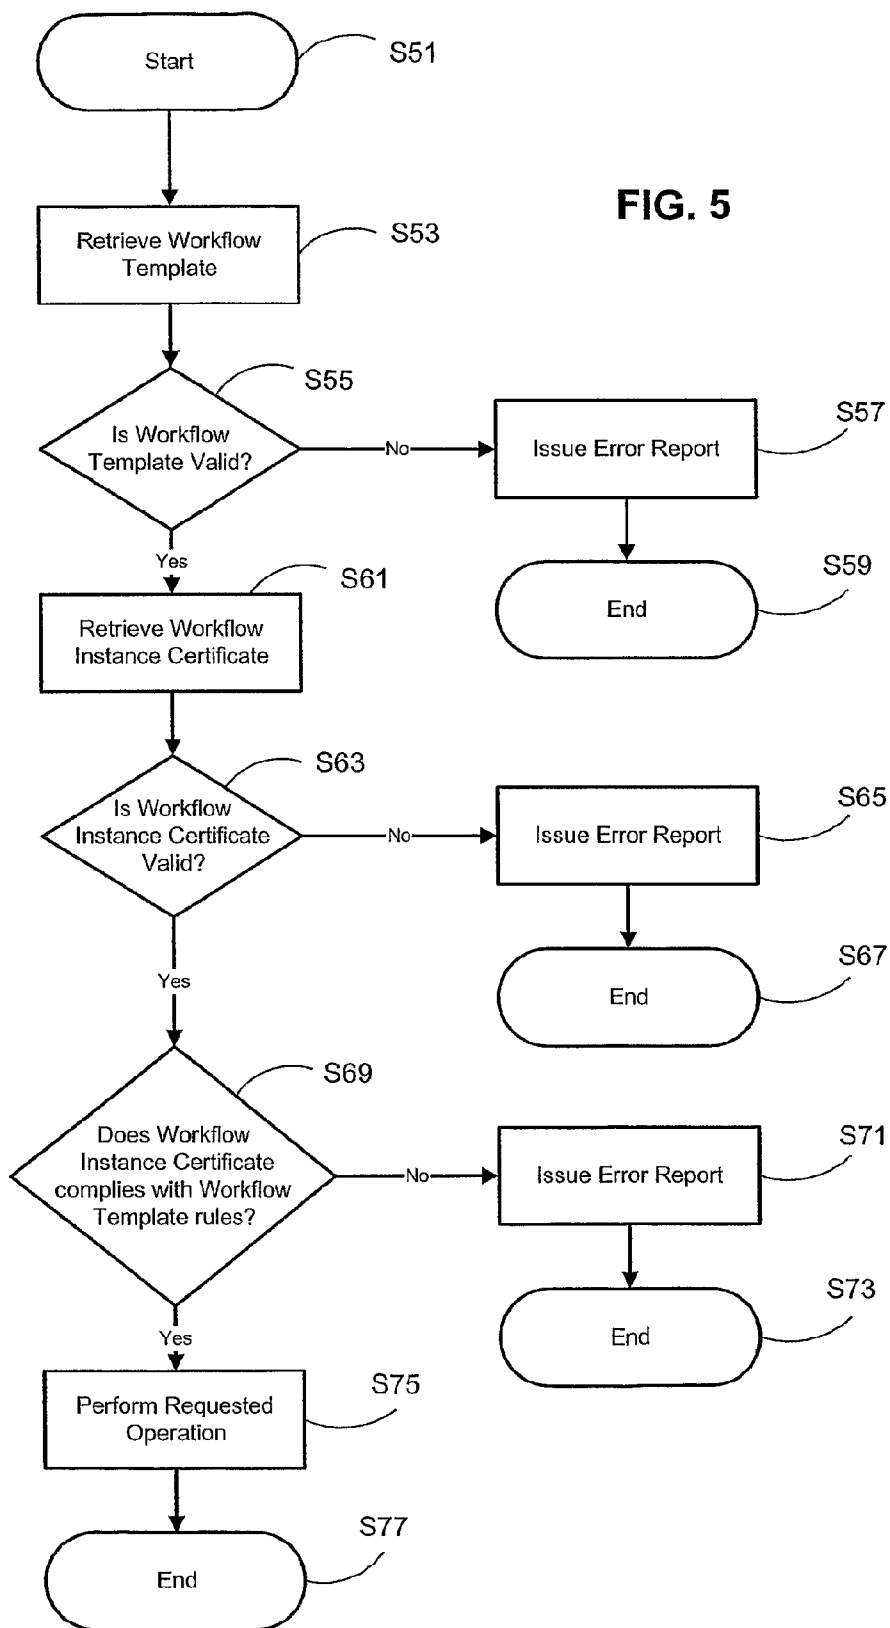 Start
S51
FIG. 5
Retrieve Workflow
Template
S53
S55
Is Workflow
Template Valid?
No
Issue Error Report
S57
Yes
End
S59
S61
Retrieve Workflow
Instance Certificate
S63
Is Workflow
Instance Certificate
Valid?
No
Issue Error Report
S65
Yes
End
S67
S69
Does Workflow
Instance Certificate
complies with Workflow
Template rules?
No
Issue Error Report
S71
Yes
End
S73
Perform Requested
Operation
S75
End
S77